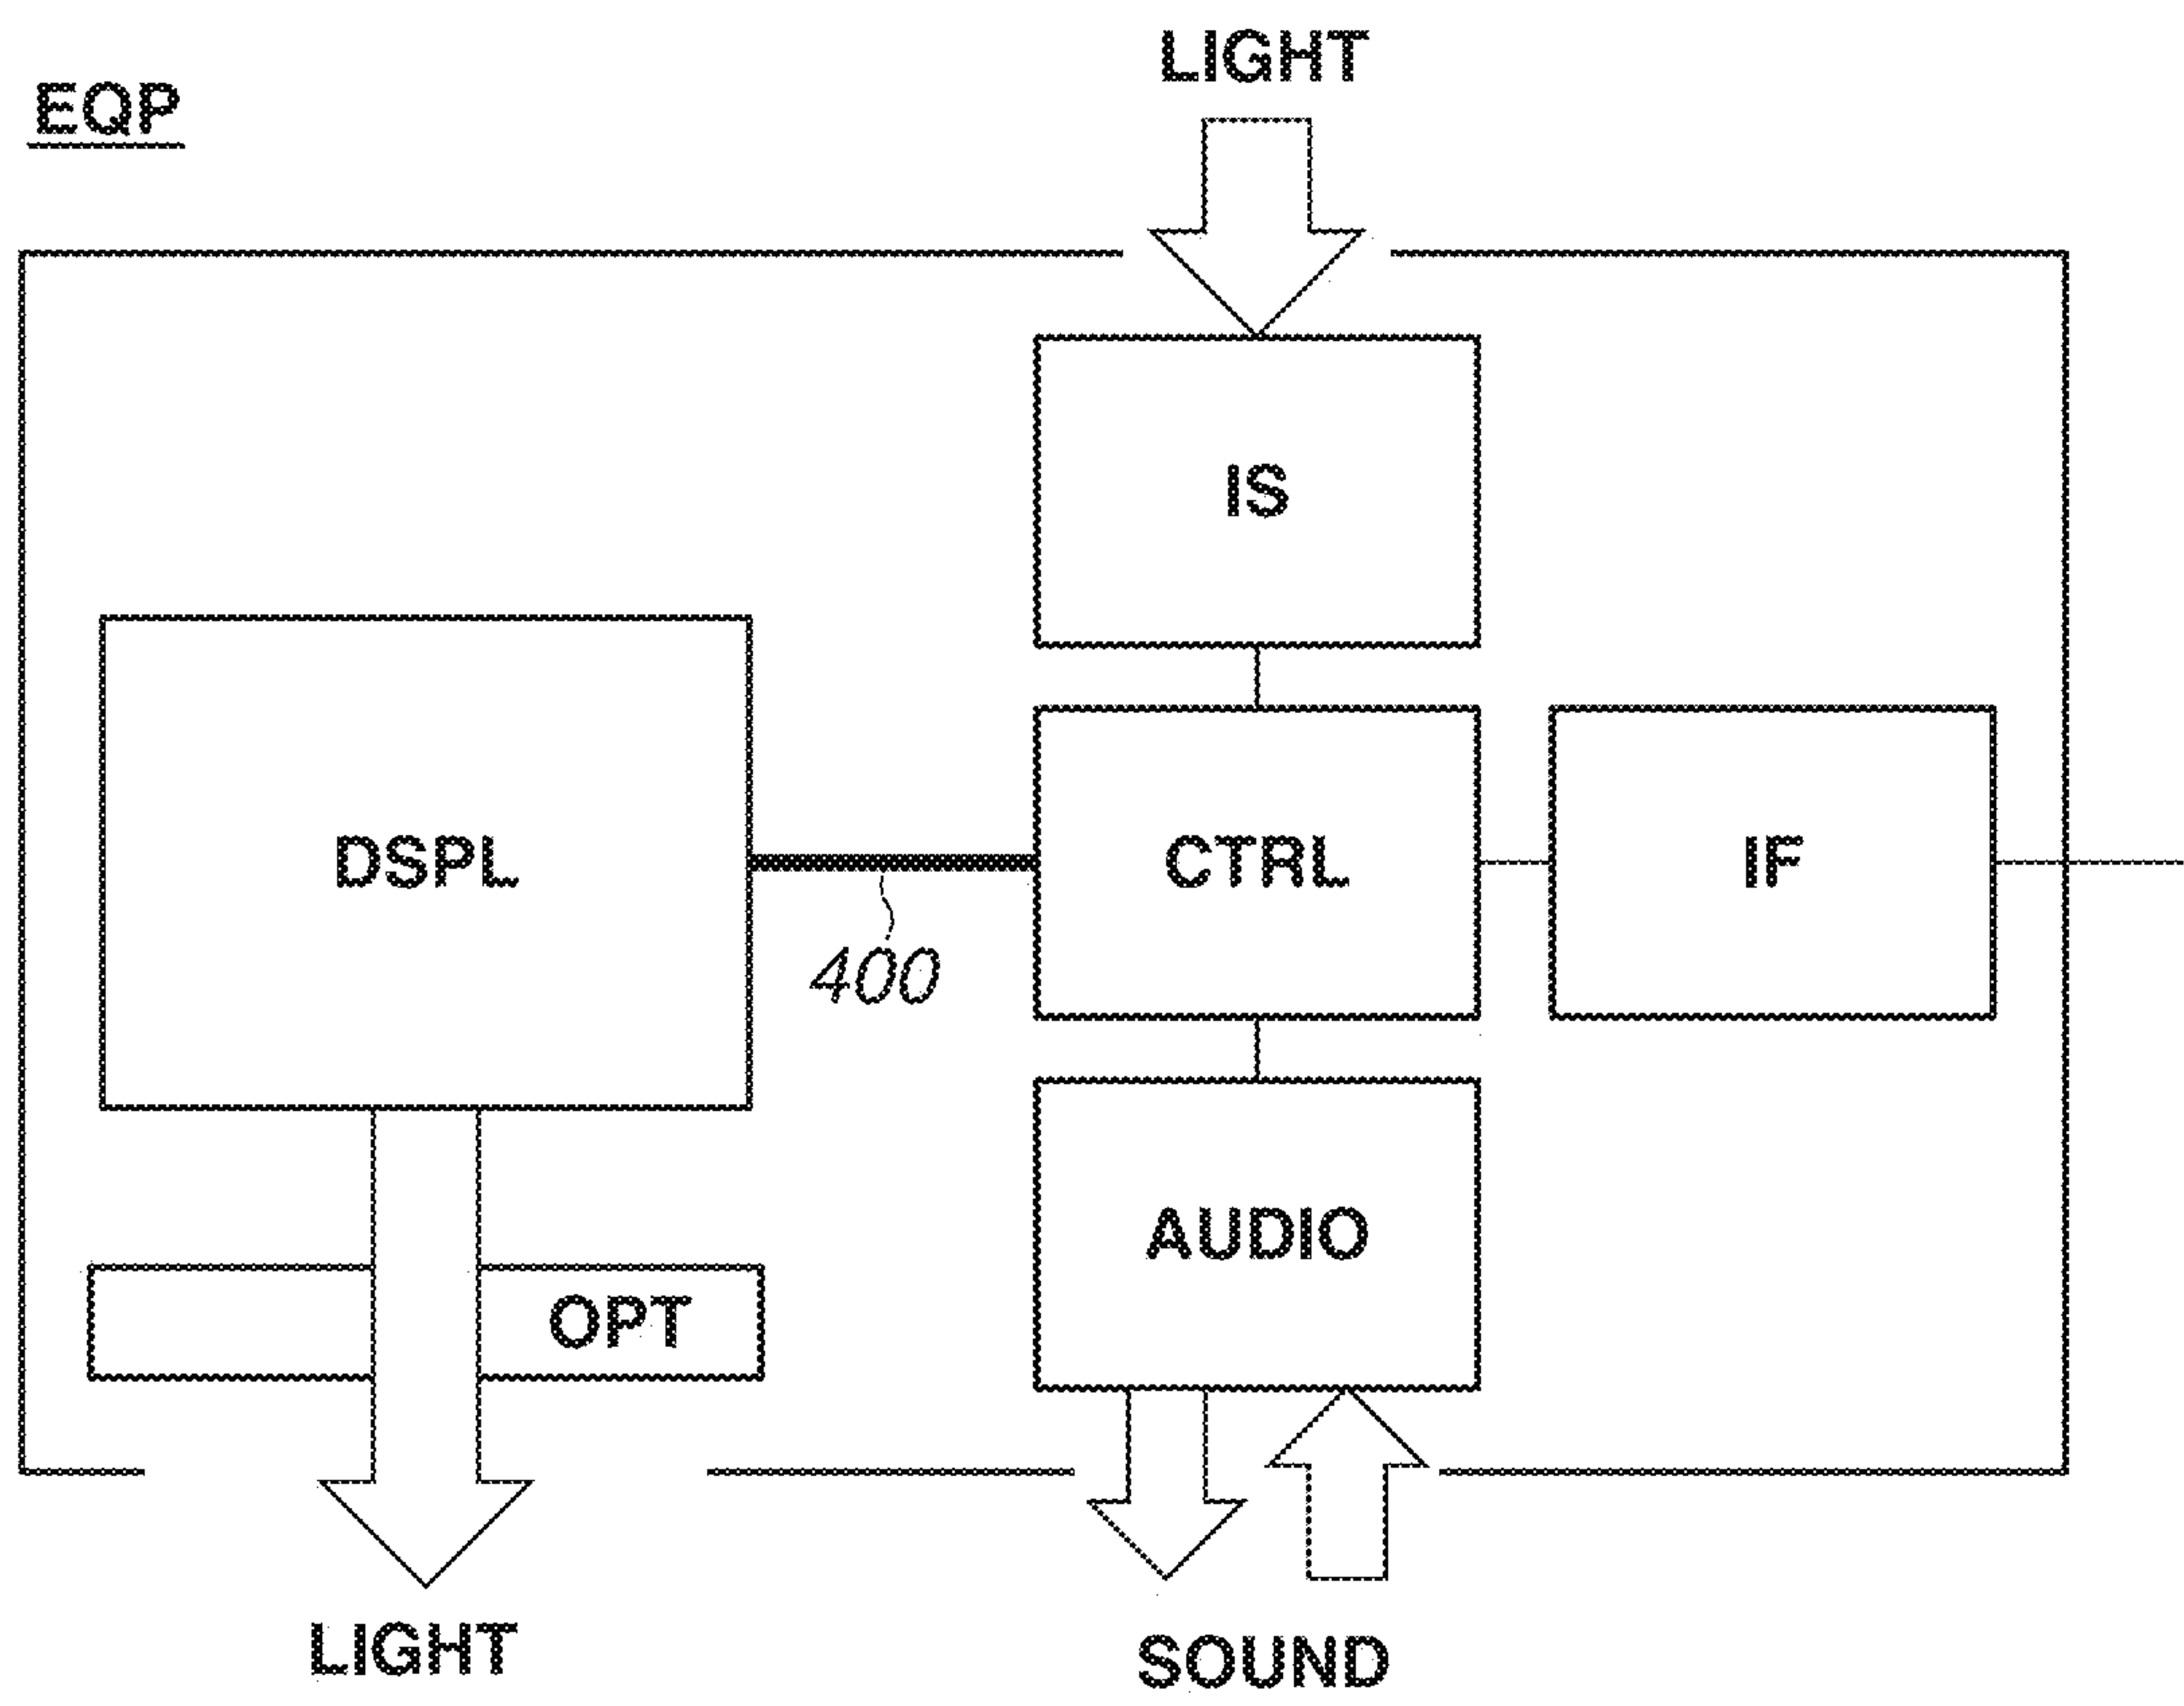 LIGHT
EQP
IS
DSPL
CTRL
IF
400
AUDIO
OPT
LIGHT
SOUND